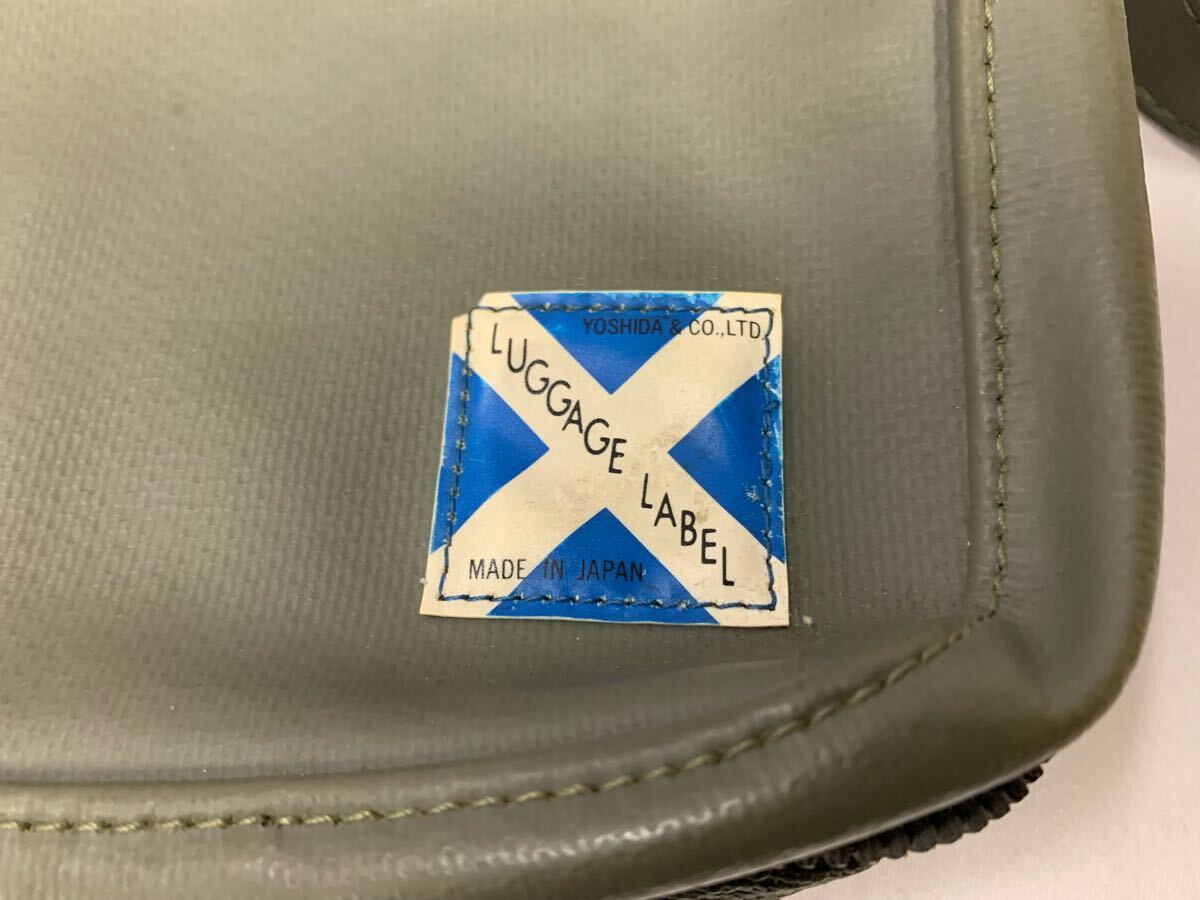 YOSHIDA & CO.,LTD.
LUGGAGE LABEL
MADE IN JAPAN